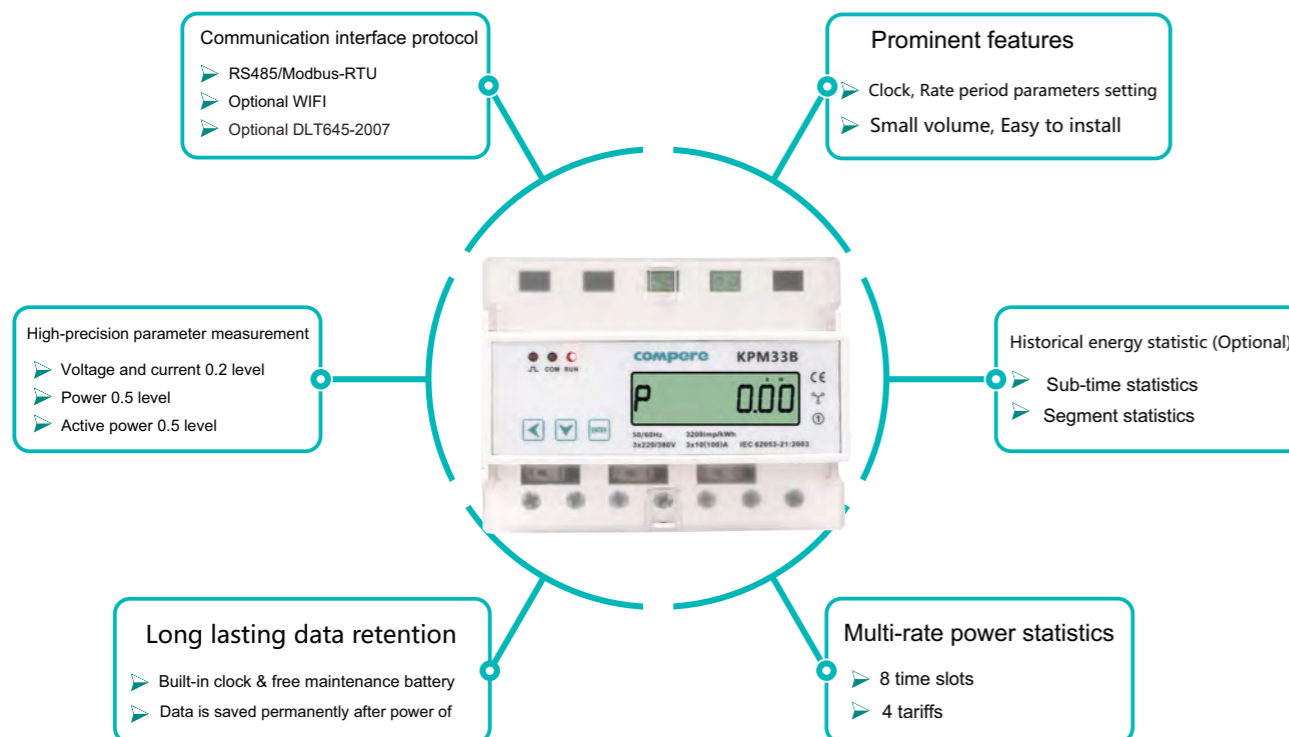 Communication interface protocol
RS485/Modbus-RTU
Optional WIFI
Optional DLT645-2007
Prominent features
Clock, Rate period parameters setting
Small volume, Easy to install
High-precision parameter measurement
Voltage and current 0.2 level
Power 0.5 level
Active power 0.5 level
compere KPM33B
COM RUN
P 0.00
CE
ENTER
50/60Hz 3200imp/kWh
3x220/380V 3x10(100)A IEC 62053-21:2003
Historical energy statistic (Optional)
Sub-time statistics
Segment statistics
Long lasting data retention
Built-in clock & free maintenance battery
Data is saved permanently after power of
Multi-rate power statistics
8 time slots
4 tariffs